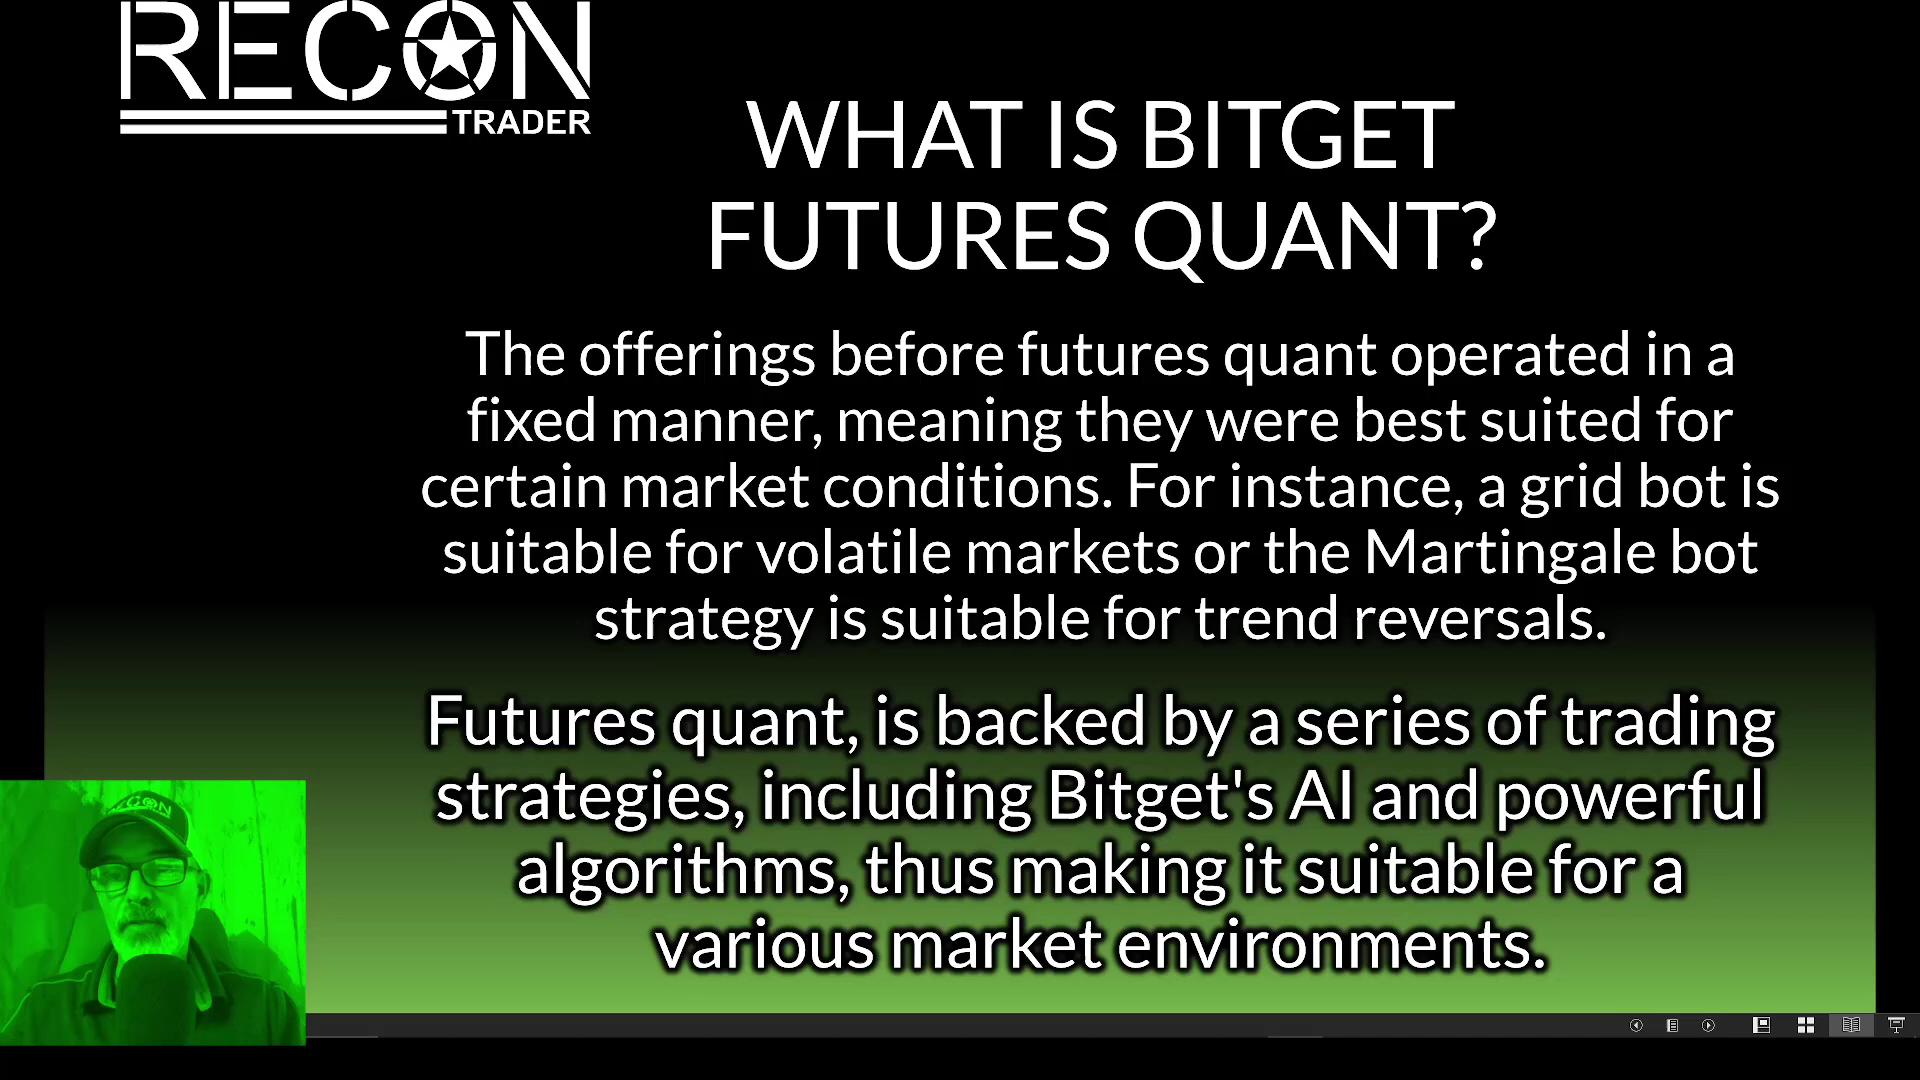 RECON
TRADER
WHAT IS BITGET
FUTURES QUANT?
The offerings before futures quant operated in a
fixed manner, meaning they were best suited for
certain market conditions. For instance, a grid bot is
suitable for volatile markets or the Martingale bot
strategy is suitable for trend reversals.
Futures quant, is backed by a series of trading
strategies, including Bitget's AI and powerful
algorithms, thus making it suitable for a
various market environments.
RECON